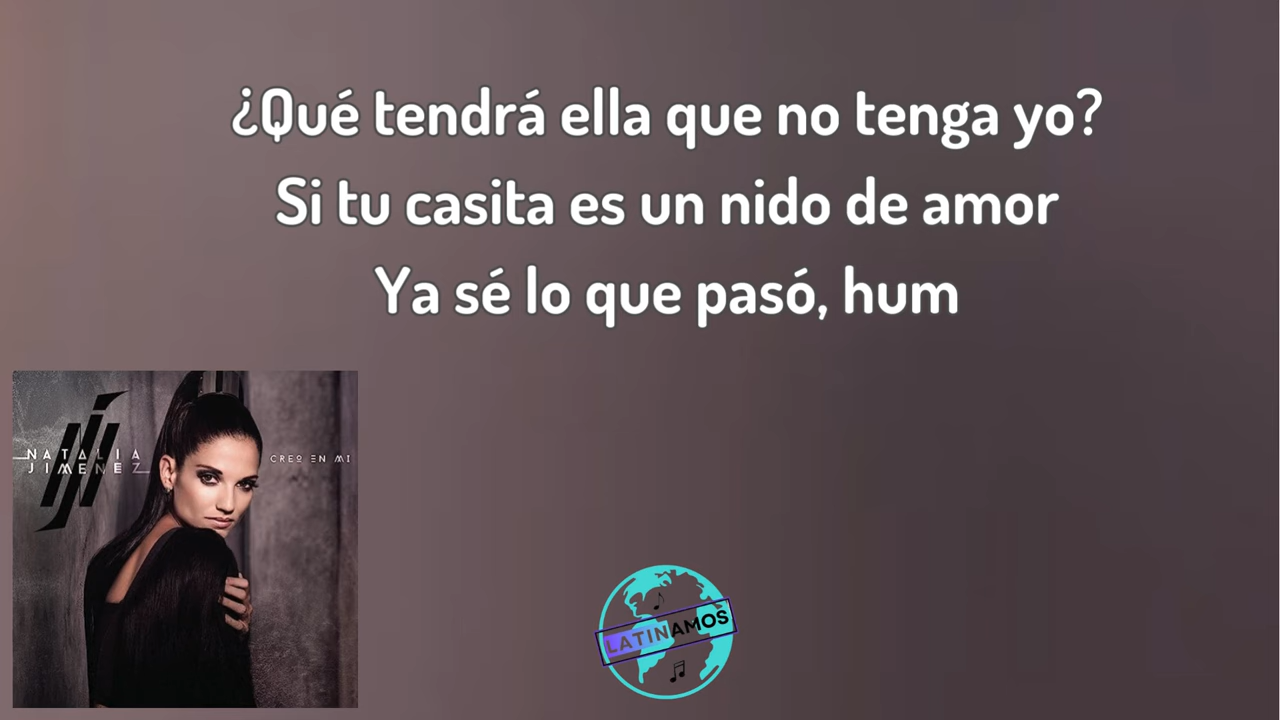 ¿Qué tendrá ella que no tenga yo?
Si tu casita es un nido de amor
Ya sé lo que pasó, hum
NATALIA
JIMENEZ
CREO EN MI
LATINAMOS